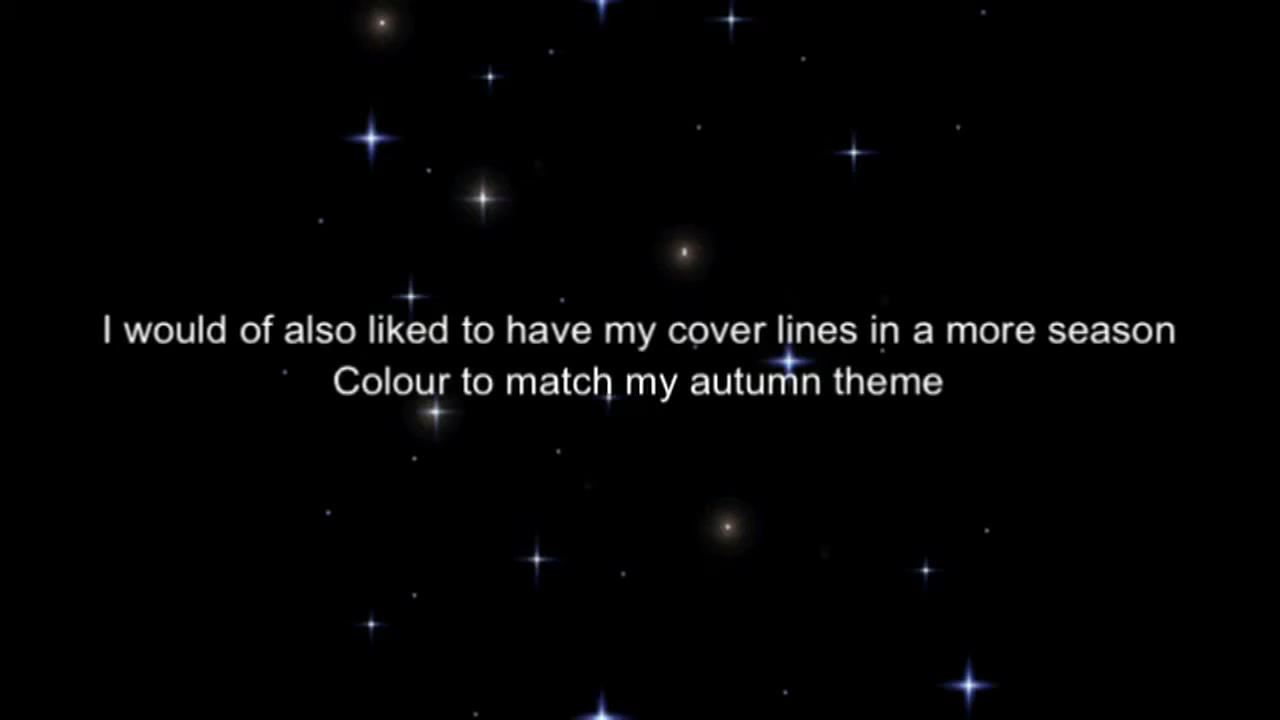 I would of also liked to have my cover lines in a more season
Colour to match my autumn theme